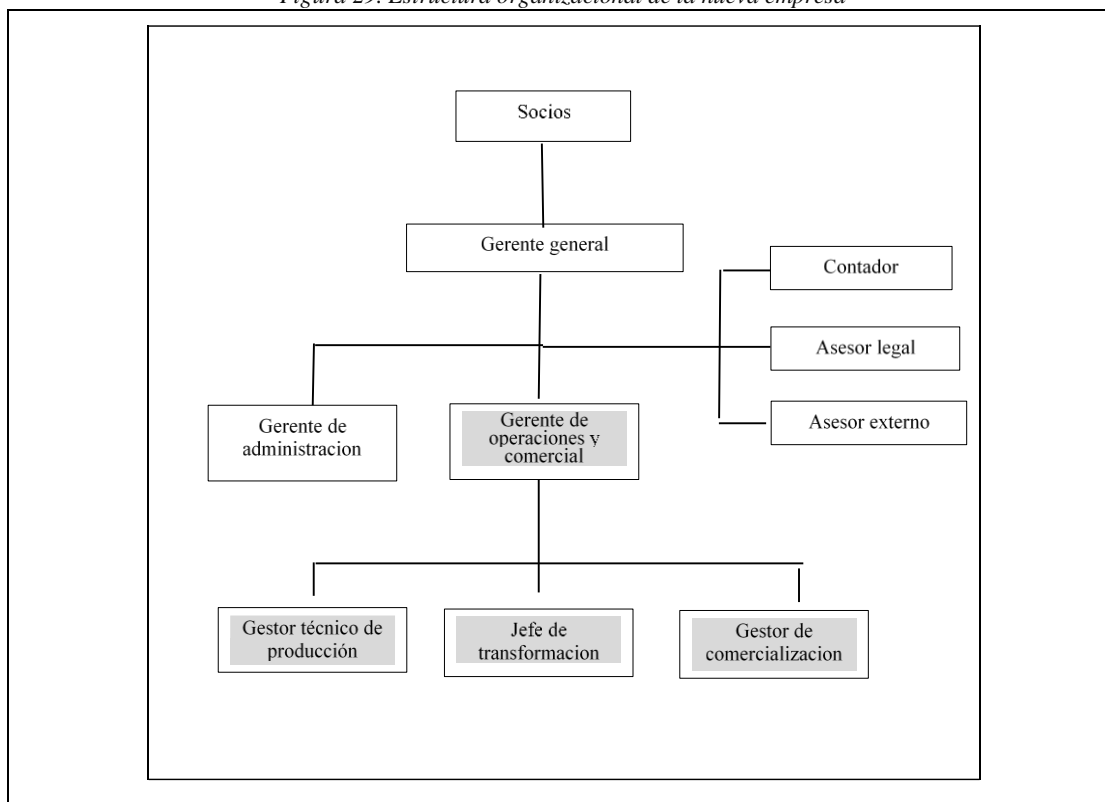 Figura 29. Estructura organizacional de la nueva empresa
Socios
Gerente general
Contador
Asesor legal
Asesor externo
Gerente de
administracion
Gerente de
operaciones y
comercial
Gestor técnico de
producción
Jefe de
transformacion
Gestor de
comercializacion